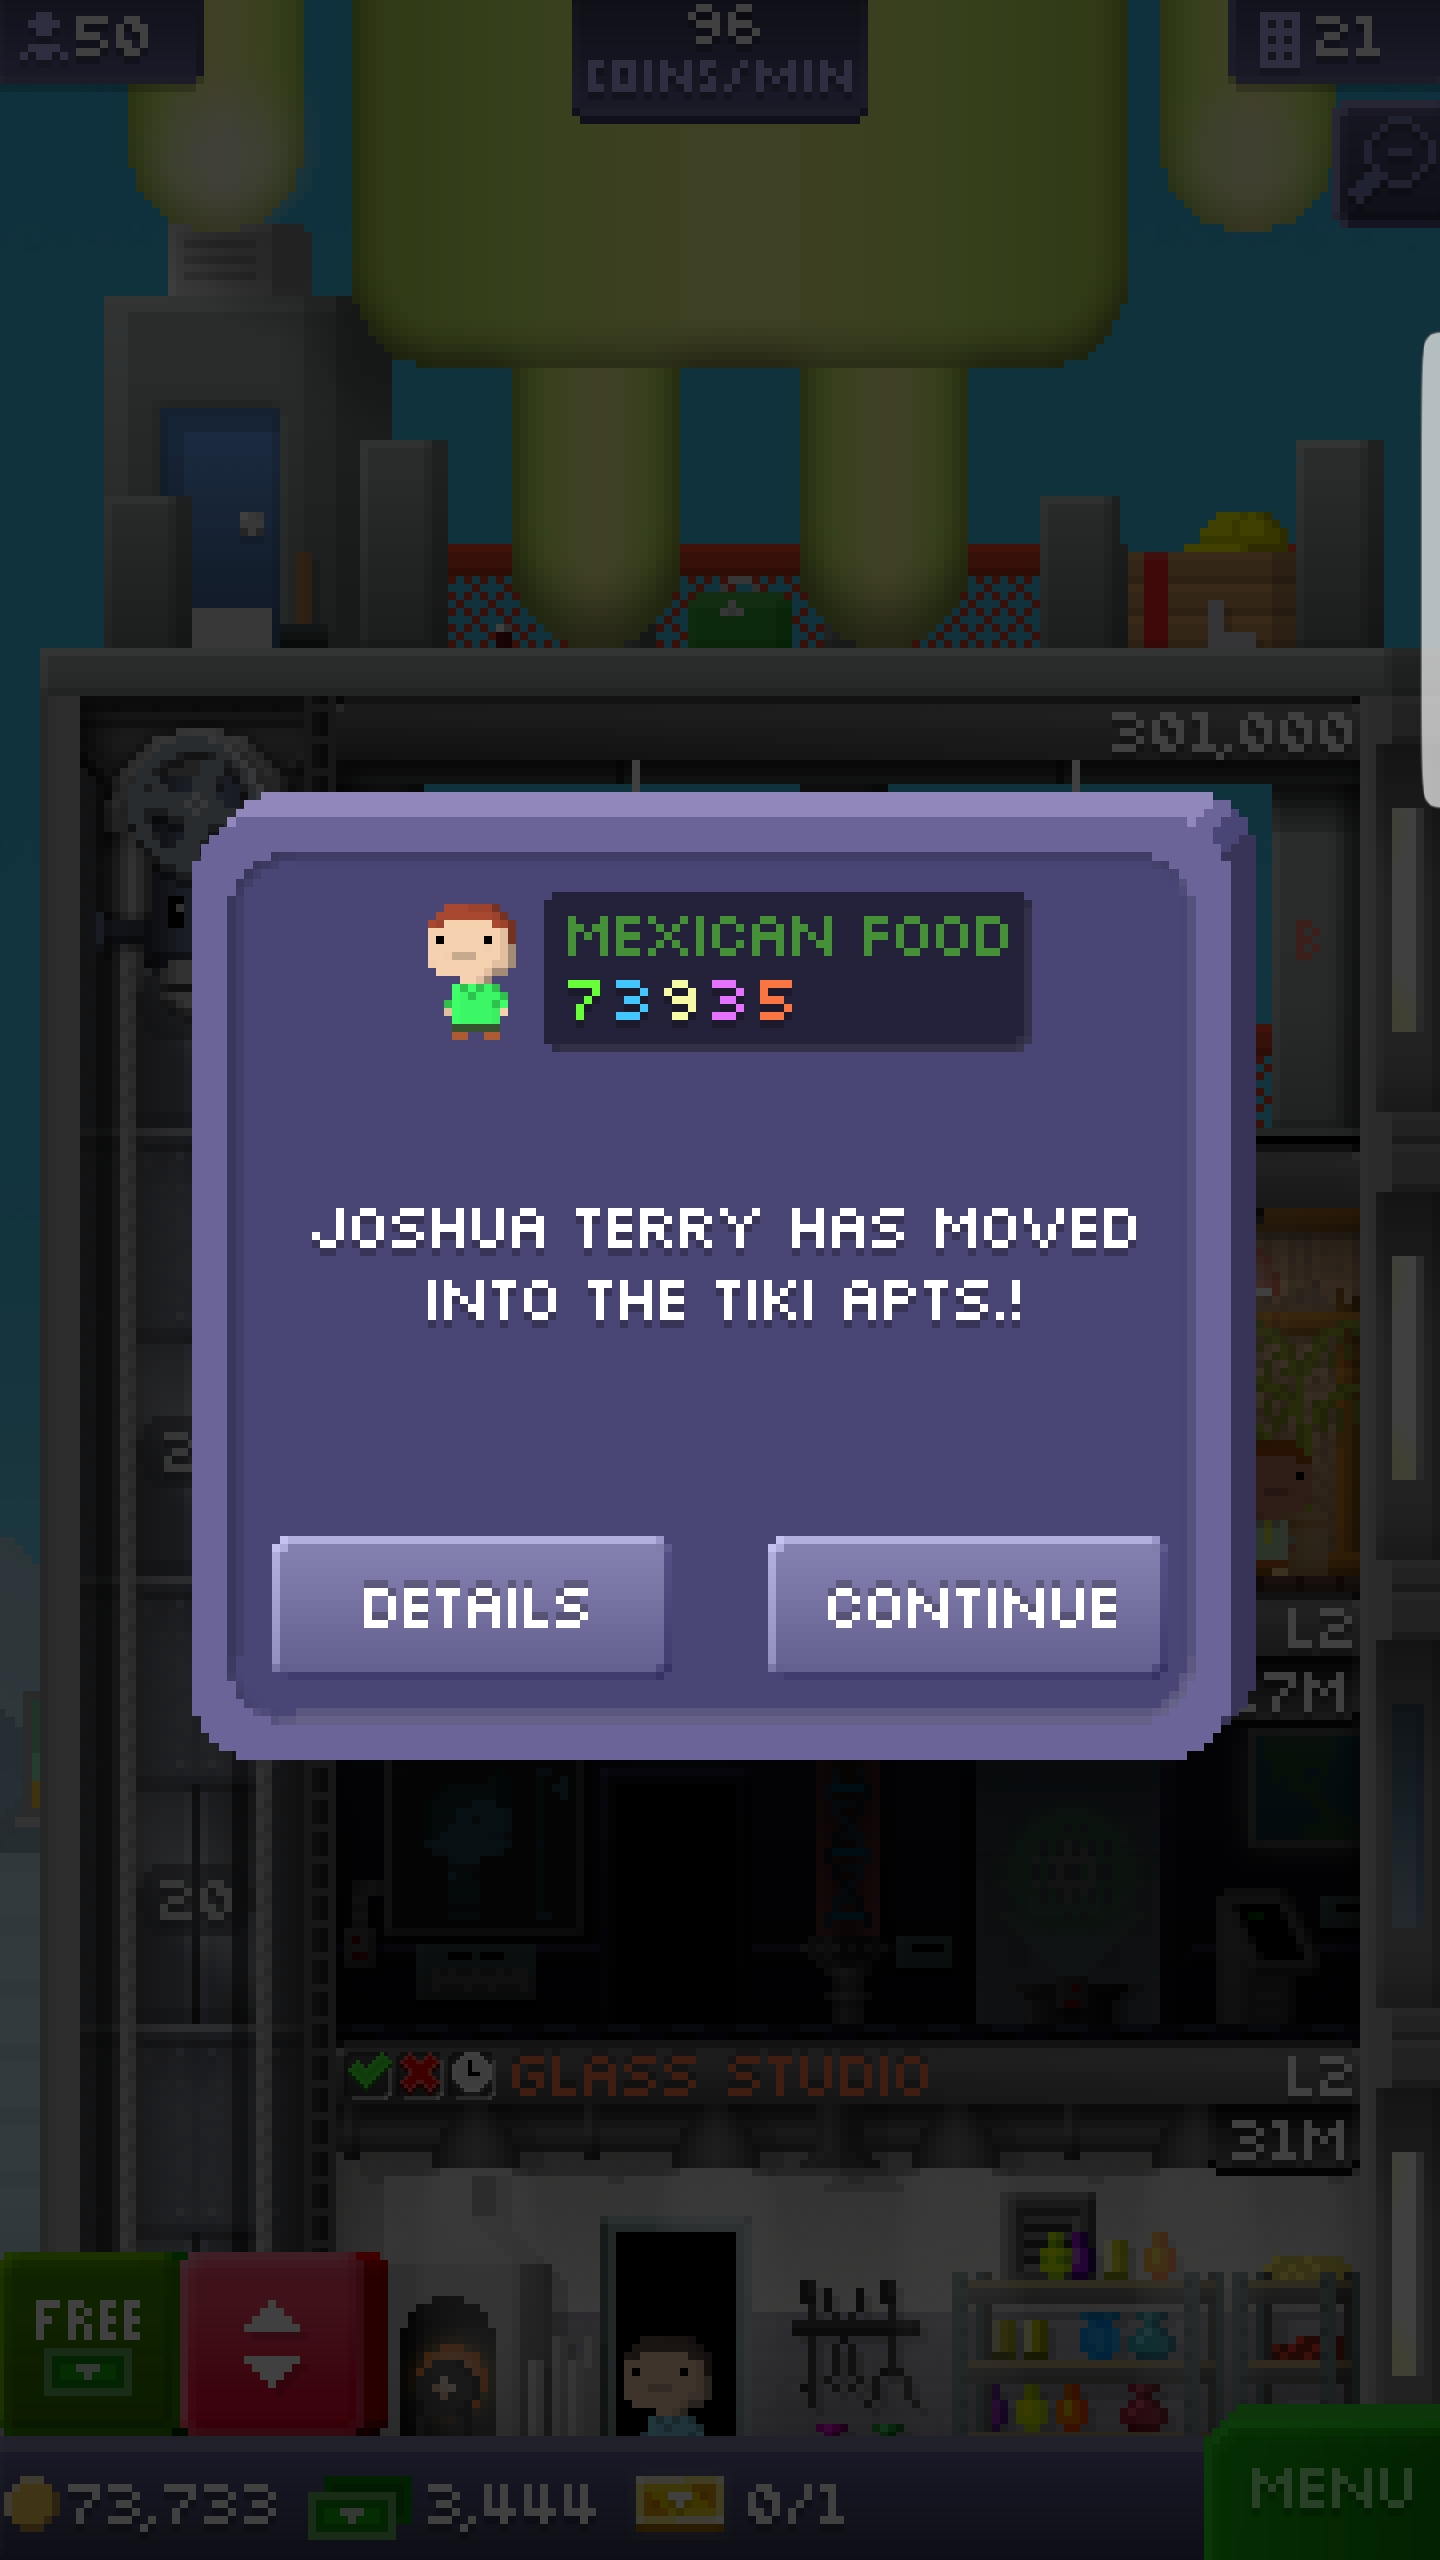 50
96
COINS/MIN
21
301,000
B
MEXICAN FOOD
73935
JOSHUA TERRY HAS MOVED
INTO THE TIKI APTS.!
DETAILS
CONTINUE
L2
7M
20
GLASS STUDIO
L2
31M
FREE
73,733
3,444
0/1
MENU